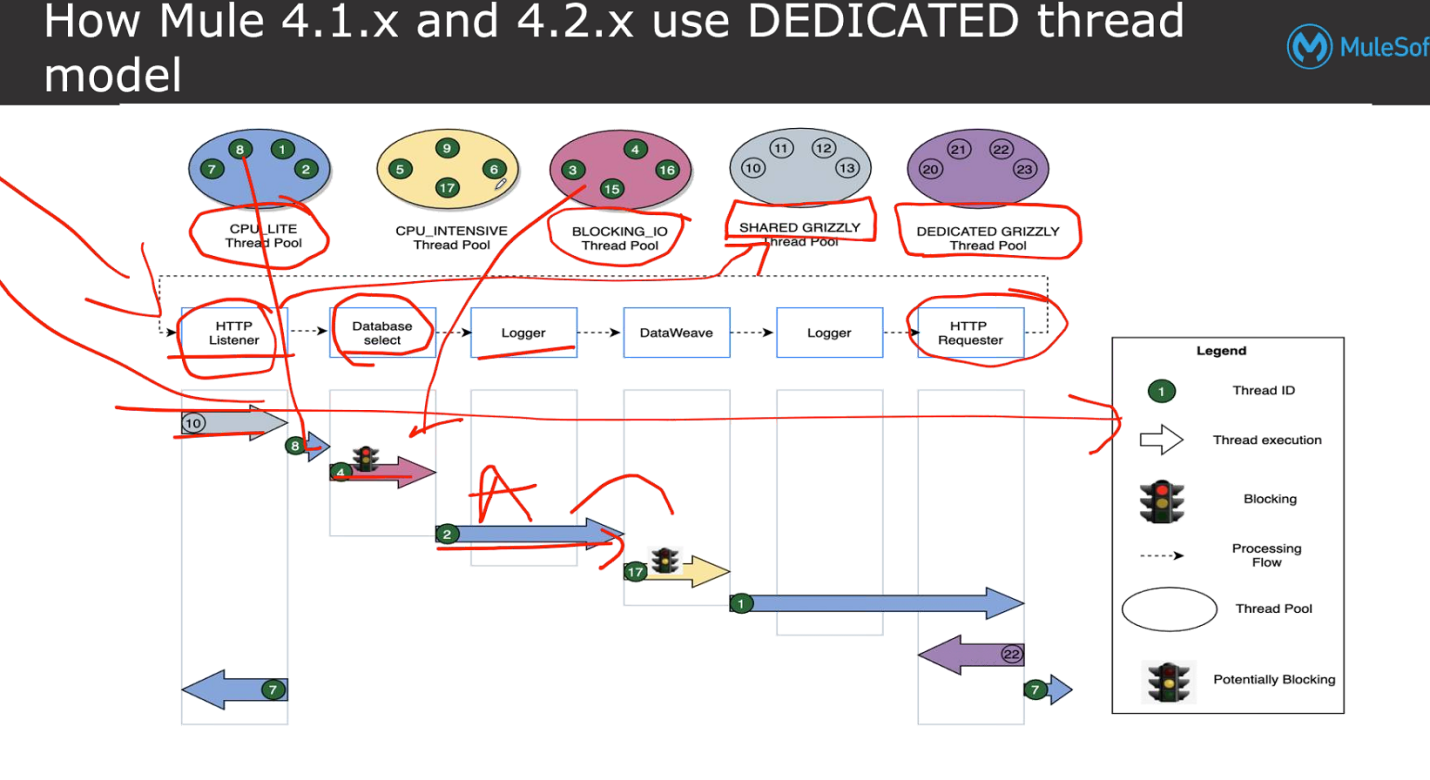 How Mule 4.1.x and 4.2.x use DEDICATED thread
model
MuleSof
8
1
7
2
9
5
6
17
4
3
16
15
11
12
10
13
21
22
20
23
CPU_LITE
Thread Pool
CPU_INTENSIVE
Thread Pool
BLOCKING_IO
Thread Pool
SHARED GRIZZLY
Thread Pool
DEDICATED GRIZZLY
Thread Pool
HTTP
Listener
Database
select
Logger
DataWeave
Logger
HTTP
Requester
10
8
4
A
2
17
1
22
7
7
Legend
1
Thread ID
Thread execution
Blocking
Processing
Flow
Thread Pool
Potentially Blocking